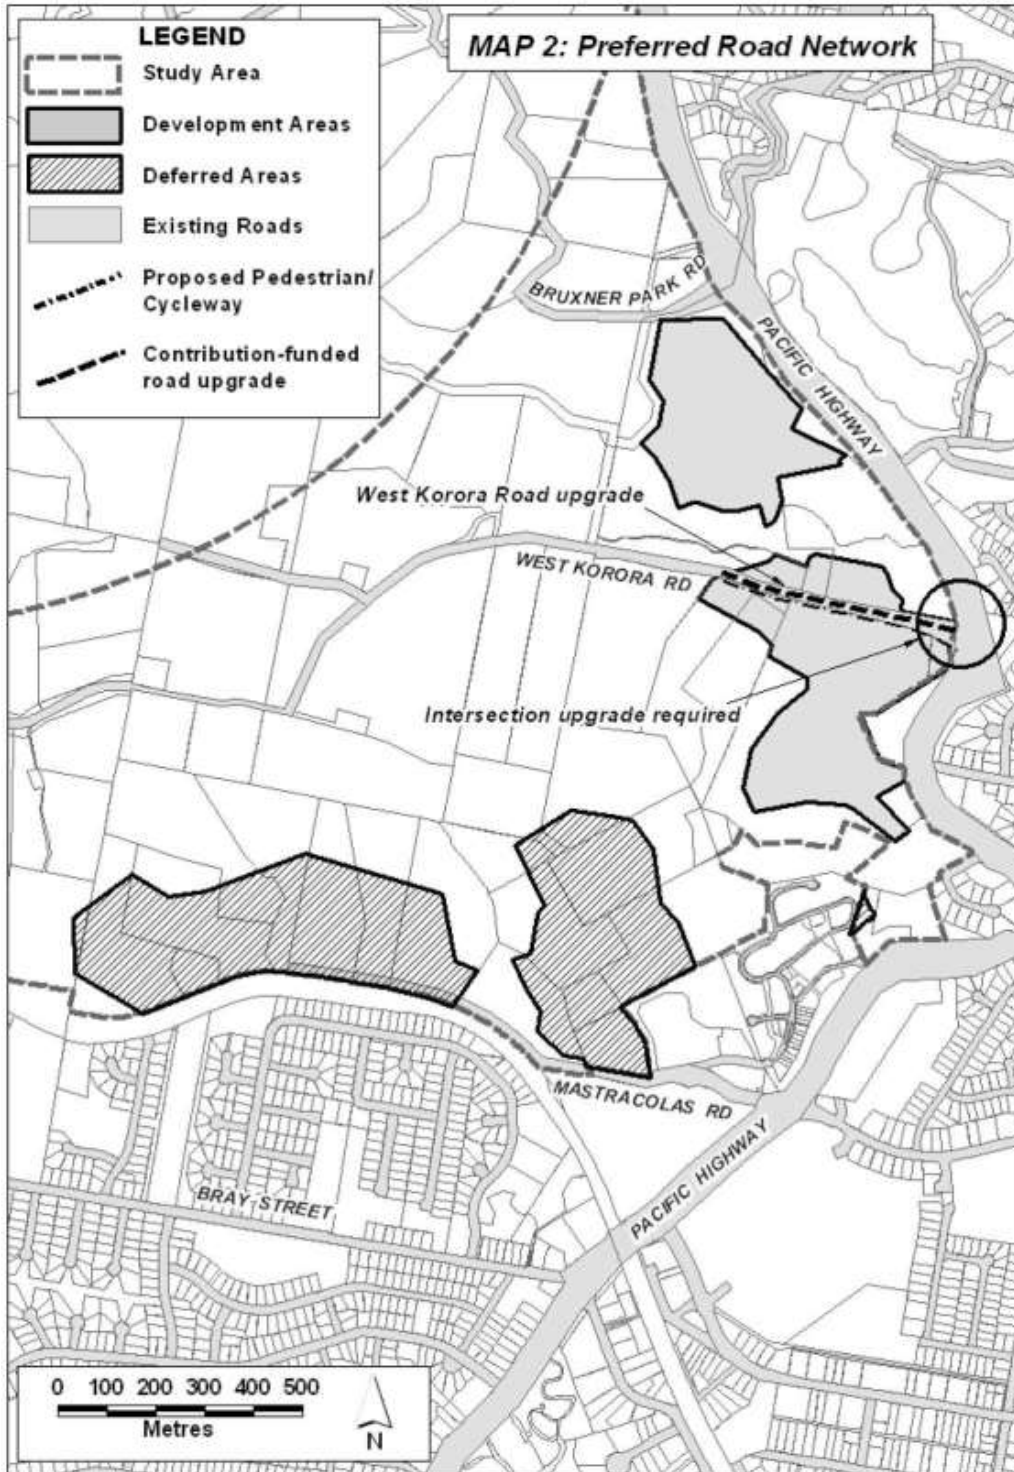 LEGEND
Study Area
Development Areas
Deferred Areas
Existing Roads
Proposed Pedestrian/
Cycleway
Contribution-funded
road upgrade
MAP 2: Preferred Road Network
BRUXNER PARK RD
PACIFIC HIGHWAY
West Korora Road upgrade
WEST KORORA RD
Intersection upgrade required
MASTRACOLAS RD
BRAY STREET
PACIFIC HIGHWAY
0 100 200 300 400 500
Metres
N